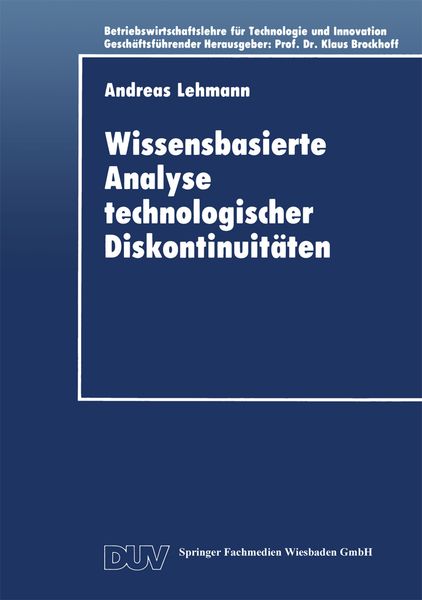 Betriebswirtschaftslehre für Technologie und Innovation
Geschäftsführender Herausgeber: Prof. Dr. Klaus Brockhoff
Andreas Lehmann
Wissensbasierte
Analyse
technologischer
Diskontinuitäten
DUV Springer Fachmedien Wiesbaden GmbH